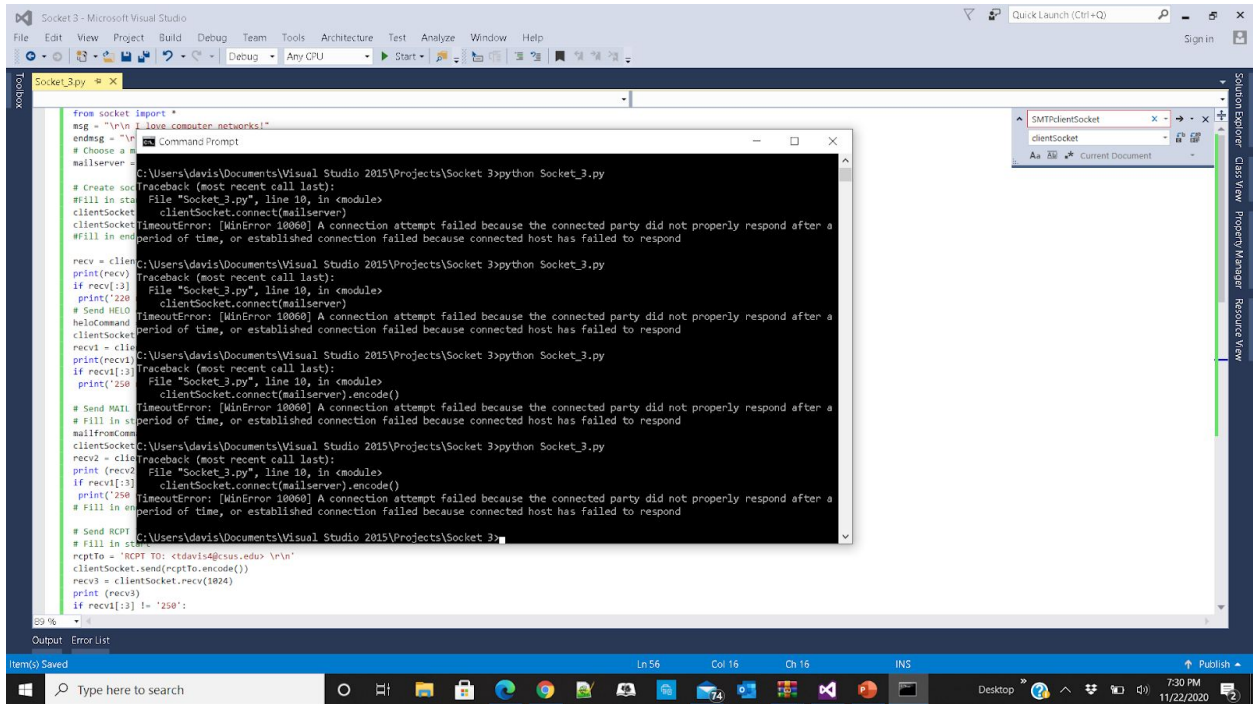 Socket 3 - Microsoft Visual Studio
Quick Launch (Ctrl+Q)
File Edit View Project Build Debug Team Tools Architecture Test Analyze Window Help
Sign in
Debug Any CPU Start
Toolbox
Socket_3.py
Solution Explorer
Class View
Property Manager
Resource View
SMTPclientSocket
clientSocket
Aa Current Document
from socket import *
msg = "\r\n I love computer networks!"
endmsg = "\r
# Choose a m
mailserver =
# Create soc
#Fill in sta
clientSocket
clientSocket
#Fill in end
recv = clien
print(recv)
if recv[:3]
print('220
# Send HELO
heloCommand
clientSocket
recv1 = clie
print(recv1)
if recv1[:3]
print('250
# Send MAIL
# Fill in st
mailfromComm
clientSocket
recv2 = clie
print (recv2
if recv1[:3]
print('250
# Fill in en
# Send RCPT
# Fill in start
rcptTo = 'RCPT TO: <tdavis4@csus.edu> \r\n'
clientSocket.send(rcptTo.encode())
recv3 = clientSocket.recv(1024)
print (recv3)
if recv1[:3] != '250':
Command Prompt
C:\Users\davis\Documents\Visual Studio 2015\Projects\Socket 3>python Socket_3.py
Traceback (most recent call last):
File "Socket_3.py", line 10, in <module>
clientSocket.connect(mailserver)
TimeoutError: [WinError 10060] A connection attempt failed because the connected party did not properly respond after a
period of time, or established connection failed because connected host has failed to respond
C:\Users\davis\Documents\Visual Studio 2015\Projects\Socket 3>python Socket_3.py
Traceback (most recent call last):
File "Socket_3.py", line 10, in <module>
clientSocket.connect(mailserver)
TimeoutError: [WinError 10060] A connection attempt failed because the connected party did not properly respond after a
period of time, or established connection failed because connected host has failed to respond
C:\Users\davis\Documents\Visual Studio 2015\Projects\Socket 3>python Socket_3.py
Traceback (most recent call last):
File "Socket_3.py", line 10, in <module>
clientSocket.connect(mailserver).encode()
TimeoutError: [WinError 10060] A connection attempt failed because the connected party did not properly respond after a
period of time, or established connection failed because connected host has failed to respond
C:\Users\davis\Documents\Visual Studio 2015\Projects\Socket 3>python Socket_3.py
Traceback (most recent call last):
File "Socket_3.py", line 10, in <module>
clientSocket.connect(mailserver).encode()
TimeoutError: [WinError 10060] A connection attempt failed because the connected party did not properly respond after a
period of time, or established connection failed because connected host has failed to respond
C:\Users\davis\Documents\Visual Studio 2015\Projects\Socket 3>
89 %
Output Error List
Item(s) Saved Ln 56 Col 16 Ch 16 INS Publish
Type here to search
74
Desktop
7:30 PM
11/22/2020
2